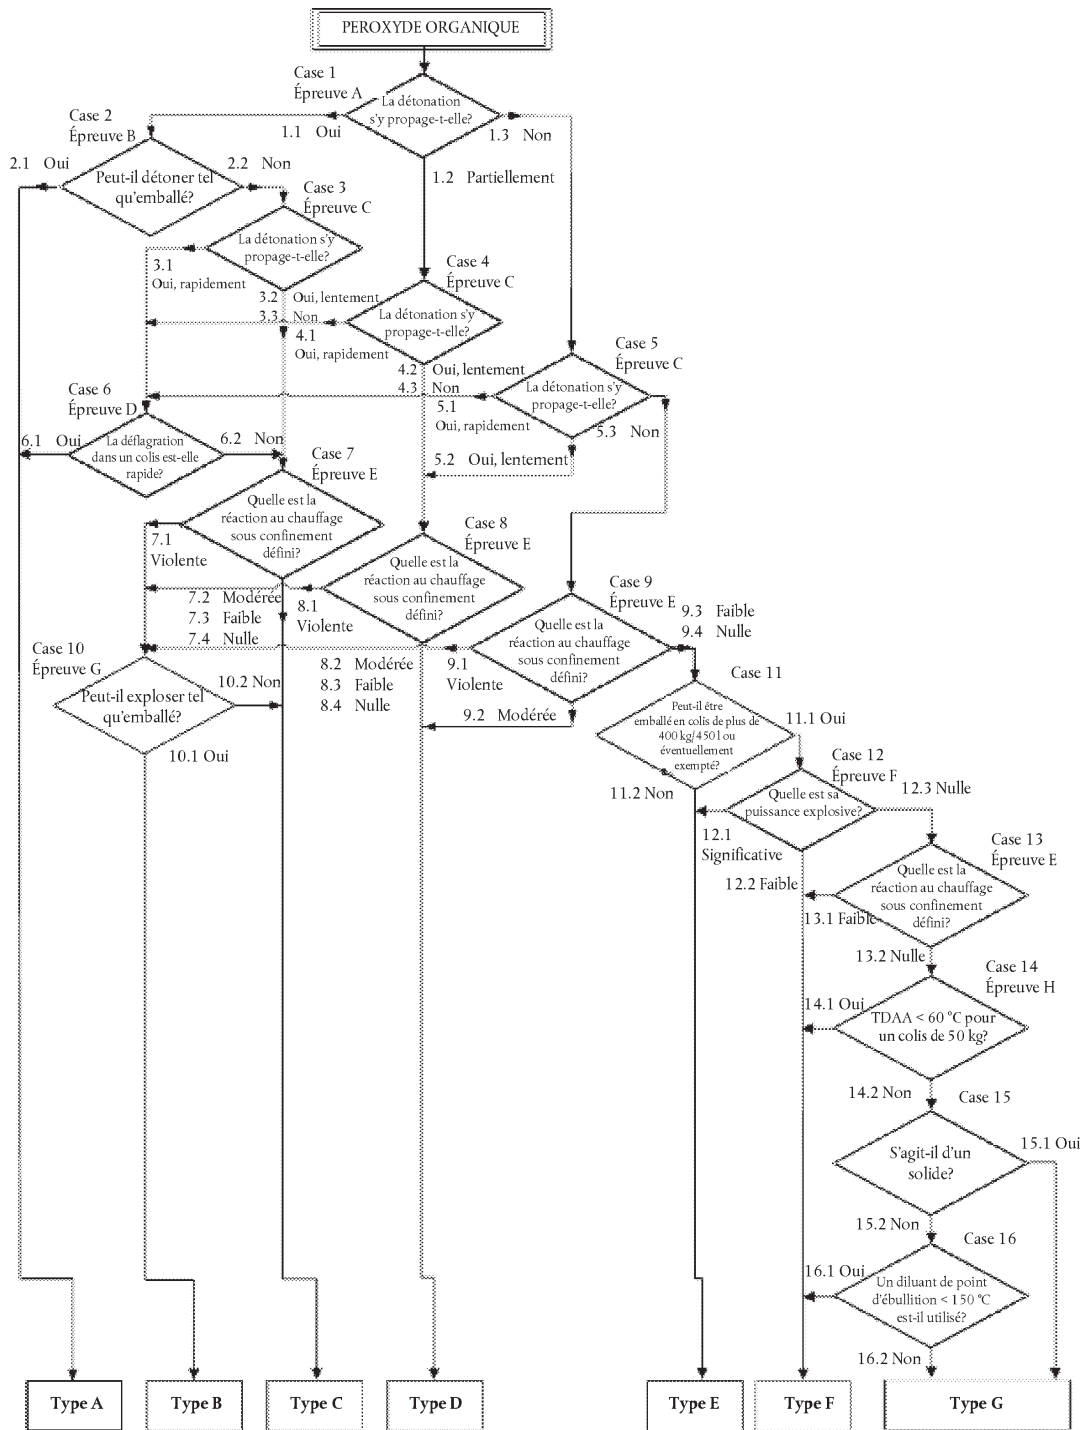 PEROXYDE ORGANIQUE
Case 1
Épreuve A
La détonation
s'y propage-t-elle?
1.1 Oui
1.3 Non
1.2 Partiellement
Case 2
Épreuve B
2.1 Oui
2.2 Non
Peut-il détoner tel
qu'emballé?
Case 3
Épreuve C
La détonation s'y
propage-t-elle?
3.1
Oui, rapidement
3.2 Oui, lentement
3.3 Non
Case 4
Épreuve C
La détonation s'y
propage-t-elle?
4.1
Oui, rapidement
4.2 Oui, lentement
4.3 Non
Case 5
Épreuve C
La détonation s'y
propage-t-elle?
5.1
Oui, rapidement
5.3 Non
5.2 Oui, lentement
Case 6
Épreuve D
6.1 Oui
6.2 Non
La déflagration
dans un colis est-elle
rapide?
Case 7
Épreuve E
Quelle est la
réaction au chauffage
sous confinement
défini?
7.1
Violente
7.2 Modérée
7.3 Faible
7.4 Nulle
Case 8
Épreuve E
Quelle est la
réaction au chauffage
sous confinement
défini?
8.1
Violente
8.2 Modérée
8.3 Faible
8.4 Nulle
Case 9
Épreuve E
Quelle est la
réaction au chauffage
sous confinement
défini?
9.1
Violente
9.2 Modérée
9.3 Faible
9.4 Nulle
Case 10
Épreuve G
Peut-il exploser tel
qu'emballé?
10.2 Non
10.1 Oui
Case 11
Peut-il être
emballé en colis de plus de
400 kg/450 l ou
éventuellement
exempté?
11.1 Oui
11.2 Non
Case 12
Épreuve F
Quelle est sa
puissance explosive?
12.3 Nulle
12.1
Significative
12.2 Faible
Case 13
Épreuve E
Quelle est la
réaction au chauffage
sous confinement
défini?
13.1 Faible
13.2 Nulle
Case 14
Épreuve H
14.1 Oui
TDAA < 60 °C pour
un colis de 50 kg?
14.2 Non
Case 15
S'agit-il d'un
solide?
15.1 Oui
15.2 Non
Case 16
16.1 Oui
Un diluant de point
d'ébullition < 150 °C
est-il utilisé?
16.2 Non
Type A
Type B
Type C
Type D
Type E
Type F
Type G